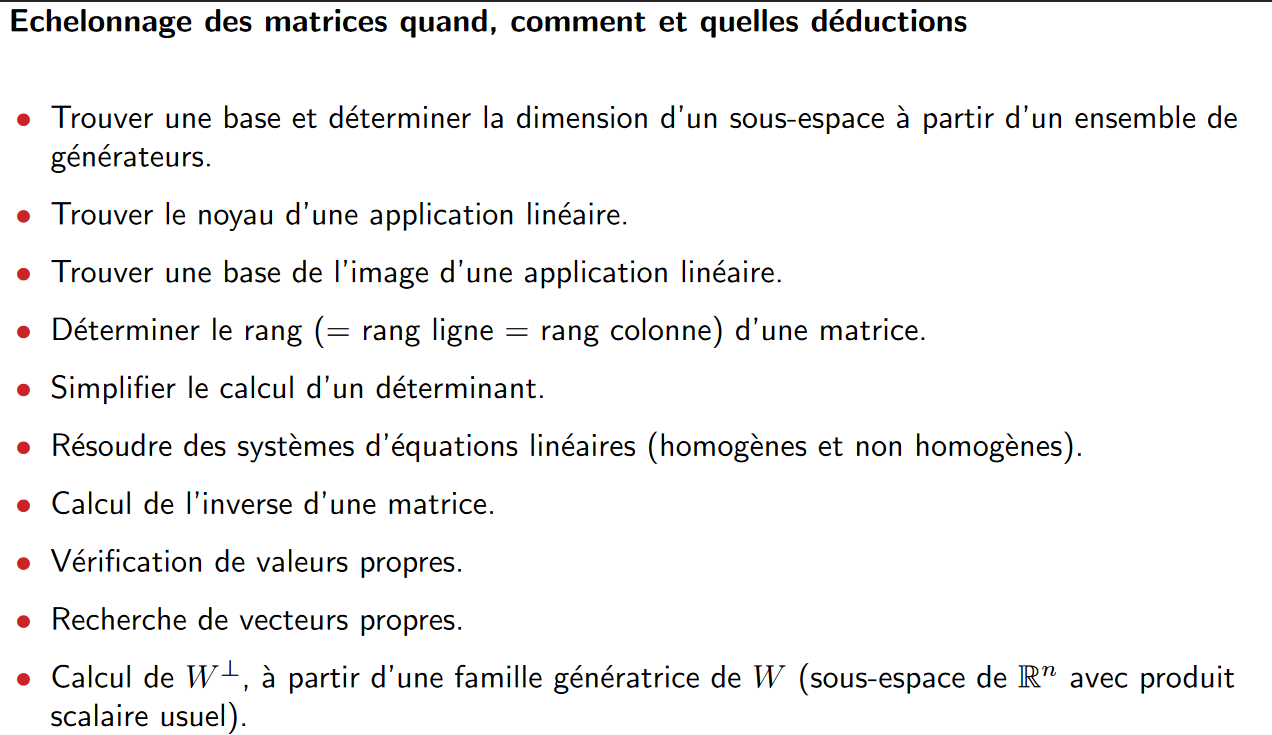 Echelonnage des matrices quand, comment et quelles déductions
• Trouver une base et déterminer la dimension d'un sous-espace à partir d'un ensemble de
générateurs.
• Trouver le noyau d'une application linéaire.
• Trouver une base de l'image d'une application linéaire.
• Déterminer le rang (= rang ligne = rang colonne) d'une matrice.
• Simplifier le calcul d'un déterminant.
• Résoudre des systèmes d'équations linéaires (homogènes et non homogènes).
• Calcul de l'inverse d'une matrice.
• Vérification de valeurs propres.
• Recherche de vecteurs propres.
• Calcul de W⊥, à partir d'une famille génératrice de W (sous-espace de ℝⁿ avec produit
scalaire usuel).